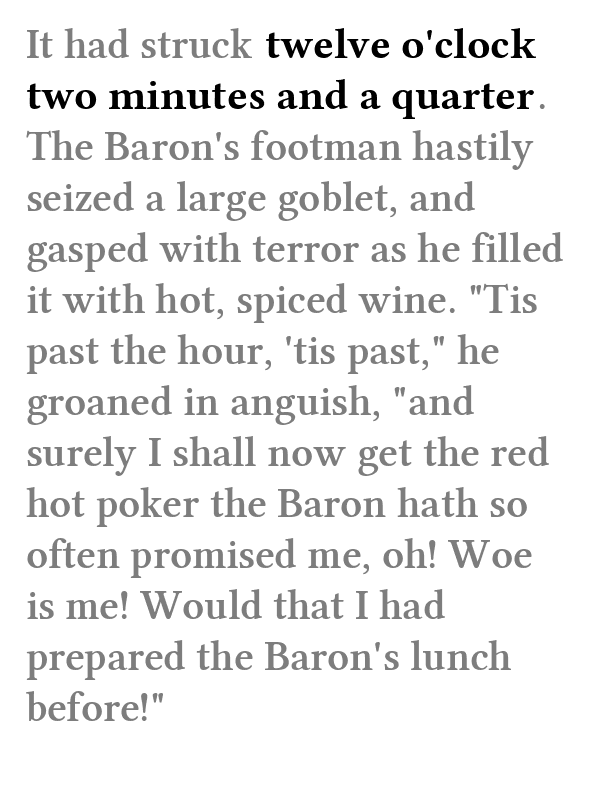 It had struck twelve o'clock
two minutes and a quarter.
The Baron's footman hastily
seized a large goblet, and
gasped with terror as he filled
it with hot, spiced wine. "Tis
past the hour, 'tis past," he
groaned in anguish, "and
surely I shall now get the red
hot poker the Baron hath so
often promised me, oh! Woe
is me! Would that I had
prepared the Baron's lunch
before!"